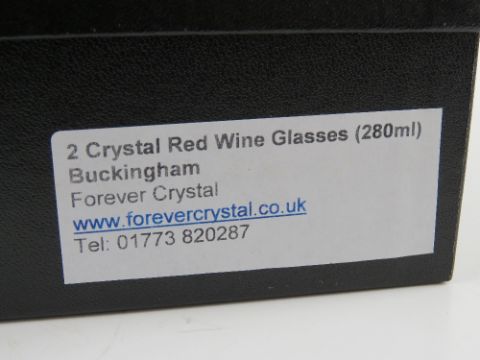 2 Crystal Red Wine Glasses (280ml)
Buckingham
Forever Crystal
www.forevercrystal.co.uk
Tel: 01773 820287